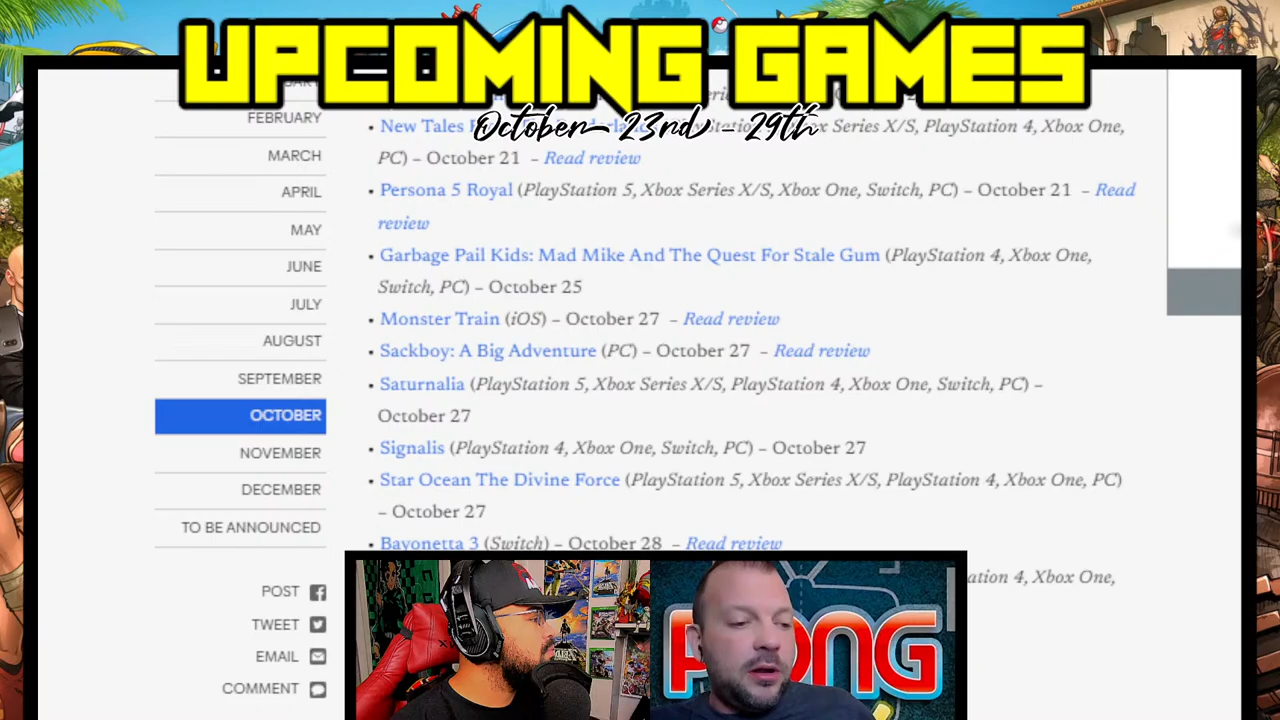 UPCOMING GAMES
October 23rd - 29th
FEBRUARY
MARCH
APRIL
MAY
JUNE
JULY
AUGUST
SEPTEMBER
OCTOBER
NOVEMBER
DECEMBER
TO BE ANNOUNCED
POST
TWEET
EMAIL
COMMENT
New Tales Series X/S, PlayStation 4, Xbox One,
PC) – October 21 – Read review
• Persona 5 Royal (PlayStation 5, Xbox Series X/S, Xbox One, Switch, PC) – October 21 – Read
review
• Garbage Pail Kids: Mad Mike And The Quest For Stale Gum (PlayStation 4, Xbox One,
Switch, PC) – October 25
• Monster Train (iOS) – October 27 – Read review
• Sackboy: A Big Adventure (PC) – October 27 – Read review
• Saturnalia (PlayStation 5, Xbox Series X/S, PlayStation 4, Xbox One, Switch, PC) –
October 27
• Signalis (PlayStation 4, Xbox One, Switch, PC) – October 27
• Star Ocean The Divine Force (PlayStation 5, Xbox Series X/S, PlayStation 4, Xbox One, PC)
– October 27
• Bayonetta 3 (Switch) – October 28 – Read review
4, Xbox One,